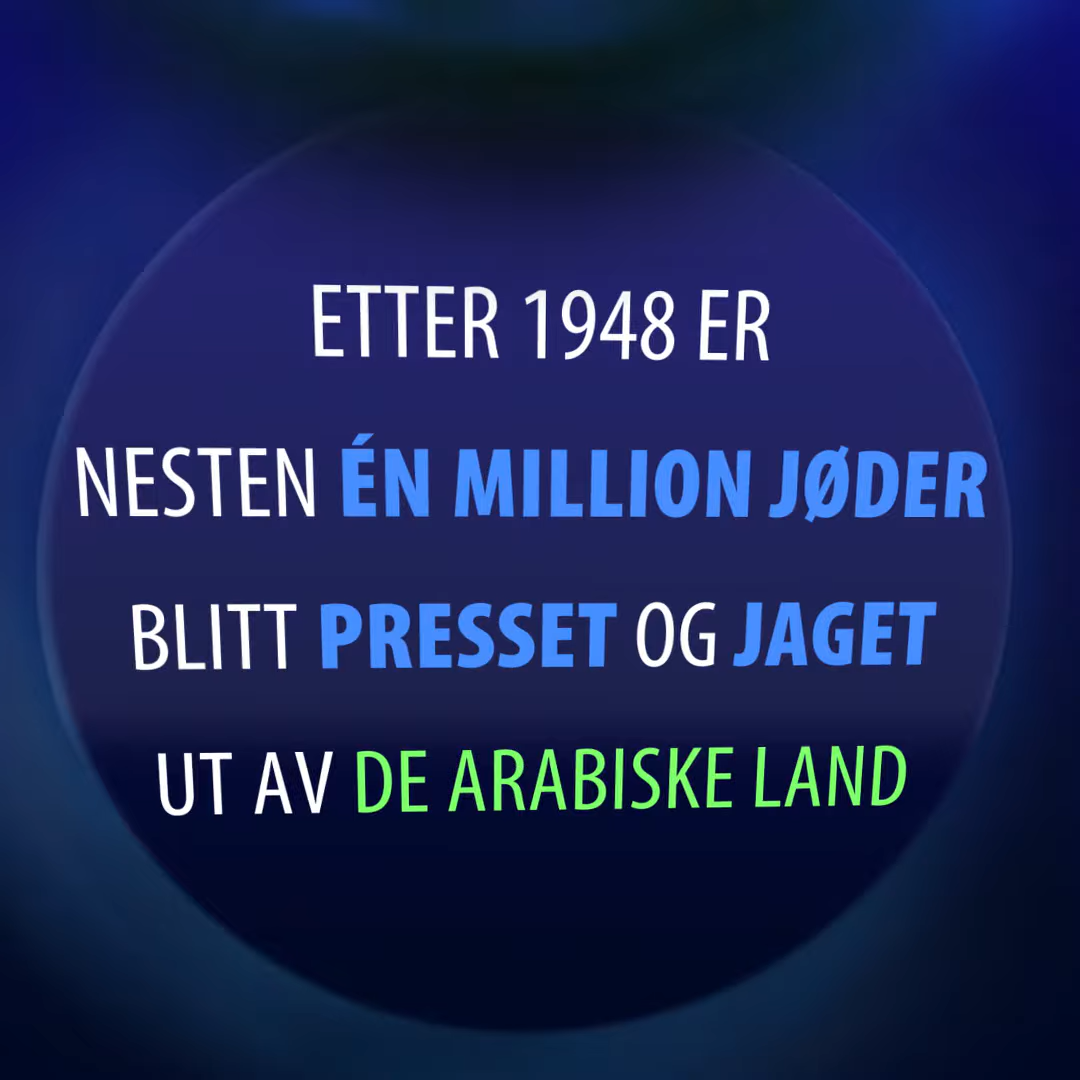 ETTER 1948 ER
NESTEN ÉN MILLION JØDER
BLITT PRESSET OG JAGET
UT AV DE ARABISKE LAND